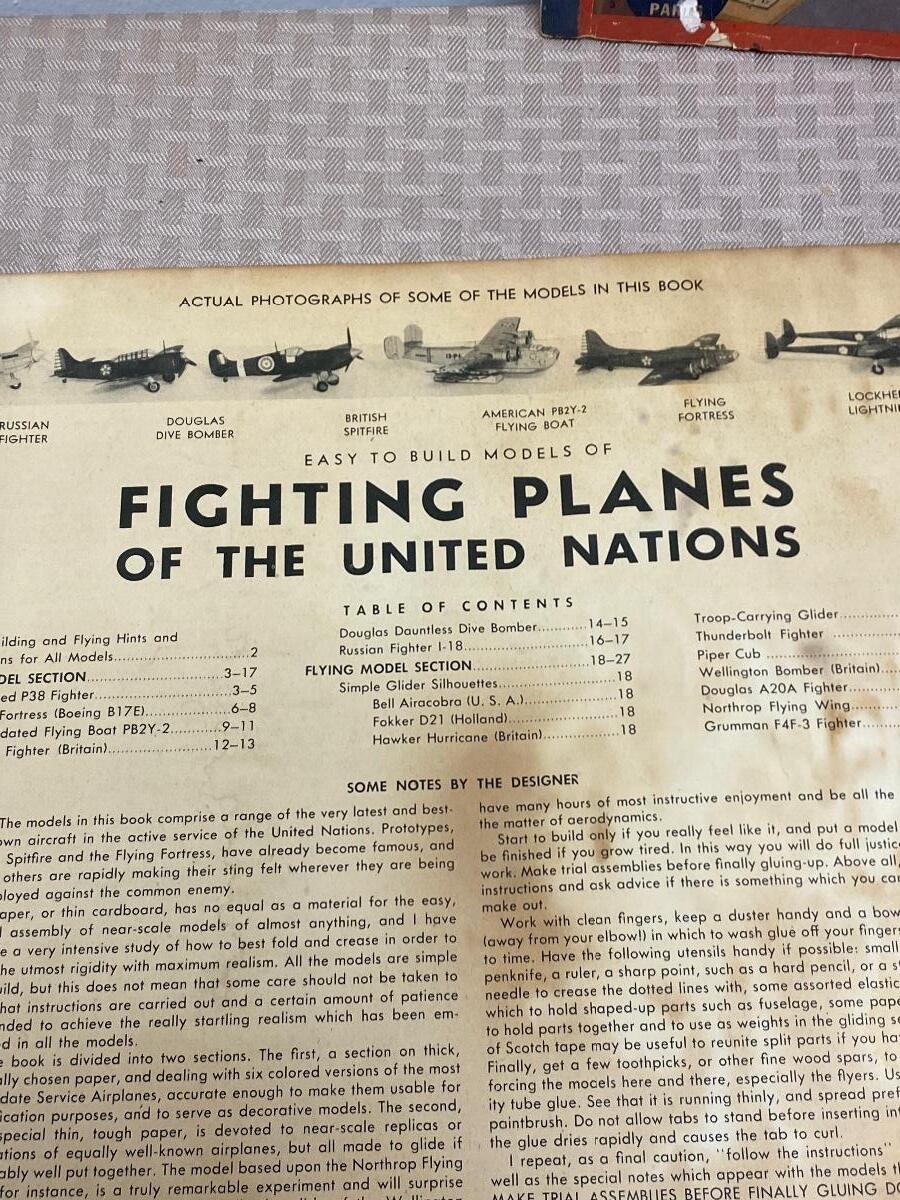 PARTS
ACTUAL PHOTOGRAPHS OF SOME OF THE MODELS IN THIS BOOK
RUSSIAN
FIGHTER
DOUGLAS
DIVE BOMBER
BRITISH
SPITFIRE
AMERICAN PB2Y-2
FLYING BOAT
FLYING
FORTRESS
LOCKHE
LIGHTNI
EASY TO BUILD MODELS OF
FIGHTING PLANES
OF THE UNITED NATIONS
TABLE OF CONTENTS
ilding and Flying Hints and
ns for All Models..........2
DEL SECTION..........3–17
ed P38 Fighter..........3–5
Fortress (Boeing B17E)..........6–8
dated Flying Boat PB2Y-2..........9–11
Fighter (Britain)..........12–13
Douglas Dauntless Dive Bomber..........14–15
Russian Fighter I-18..........16–17
FLYING MODEL SECTION..........18–27
Simple Glider Silhouettes..........18
Bell Airacobra (U. S. A.)..........18
Fokker D21 (Holland)..........18
Hawker Hurricane (Britain)..........18
Troop-Carrying Glider..........
Thunderbolt Fighter ..........
Piper Cub ..........
Wellington Bomber (Britain)..........
Douglas A20A Fighter..........
Northrop Flying Wing..........
Grumman F4F-3 Fighter..........
SOME NOTES BY THE DESIGNER
The models in this book comprise a range of the very latest and best-
own aircraft in the active service of the United Nations. Prototypes,
Spitfire and the Flying Fortress, have already become famous, and
others are rapidly making their sting felt wherever they are being
ployed against the common enemy.
aper, or thin cardboard, has no equal as a material for the easy,
l assembly of near-scale models of almost anything, and I have
e a very intensive study of how to best fold and crease in order to
he utmost rigidity with maximum realism. All the models are simple
uild, but this does not mean that some care should not be taken to
hat instructions are carried out and a certain amount of patience
nded to achieve the really startling realism which has been em-
d in all the models.
e book is divided into two sections. The first, a section on thick,
ally chosen paper, and dealing with six colored versions of the most
date Service Airplanes, accurate enough to make them usable for
ication purposes, and to serve as decorative models. The second,
special thin, tough paper, is devoted to near-scale replicas or
ations of equally well-known airplanes, but all made to glide if
ably well put together. The model based upon the Northrop Flying
for instance, is a truly remarkable experiment and will surprise
have many hours of most instructive enjoyment and be all the
the matter of aerodynamics.
Start to build only if you really feel like it, and put a model
be finished if you grow tired. In this way you will do full justic
work. Make trial assemblies before finally gluing-up. Above all,
instructions and ask advice if there is something which you car
make out.
Work with clean fingers, keep a duster handy and a bow
(away from your elbow!) in which to wash glue off your fingers
to time. Have the following utensils handy if possible: small
penknife, a ruler, a sharp point, such as a hard pencil, or a s
needle to crease the dotted lines with, some assorted elastic
which to hold shaped-up parts such as fuselage, some pape
to hold parts together and to use as weights in the gliding se
of Scotch tape may be useful to reunite split parts if you ha
Finally, get a few toothpicks, or other fine wood spars, to
forcing the mocels here and there, especially the flyers. Us
ity tube glue. See that it is running thinly, and spread pref
paintbrush. Do not allow tabs to stand before inserting int
the glue dries rapidly and causes the tab to curl.
I repeat, as a final caution, "follow the instructions"
well as the special notes which appear with the models t
MAKE TRIAL ASSEMBLIES BEFORE FINALLY GLUING DO